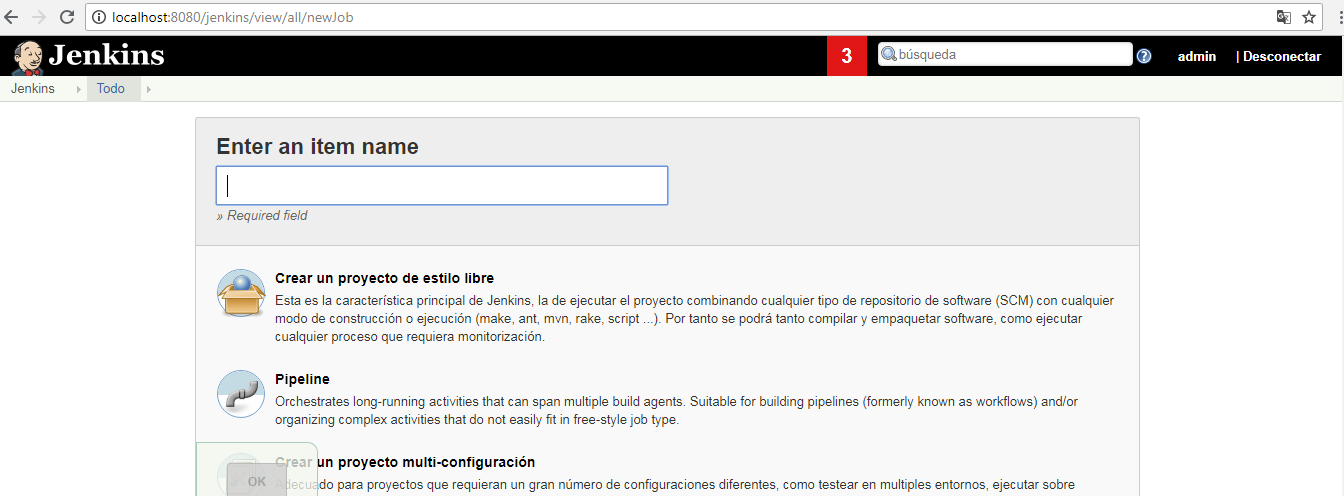 localhost:8080/jenkins/view/all/newJob
Jenkins
3
búsqueda
?
admin
| Desconectar
Jenkins
Todo
Enter an item name
» Required field
Crear un proyecto de estilo libre
Esta es la característica principal de Jenkins, la de ejecutar el proyecto combinando cualquier tipo de repositorio de software (SCM) con cualquier
modo de construcción o ejecución (make, ant, mvn, rake, script ...). Por tanto se podrá tanto compilar y empaquetar software, como ejecutar
cualquier proceso que requiera monitorización.
Pipeline
Orchestrates long-running activities that can span multiple build agents. Suitable for building pipelines (formerly known as workflows) and/or
organizing complex activities that do not easily fit in free-style job type.
Crear un proyecto multi-configuración
Adecuado para proyectos que requieran un gran número de configuraciones diferentes, como testear en multiples entornos, ejecutar sobre
OK